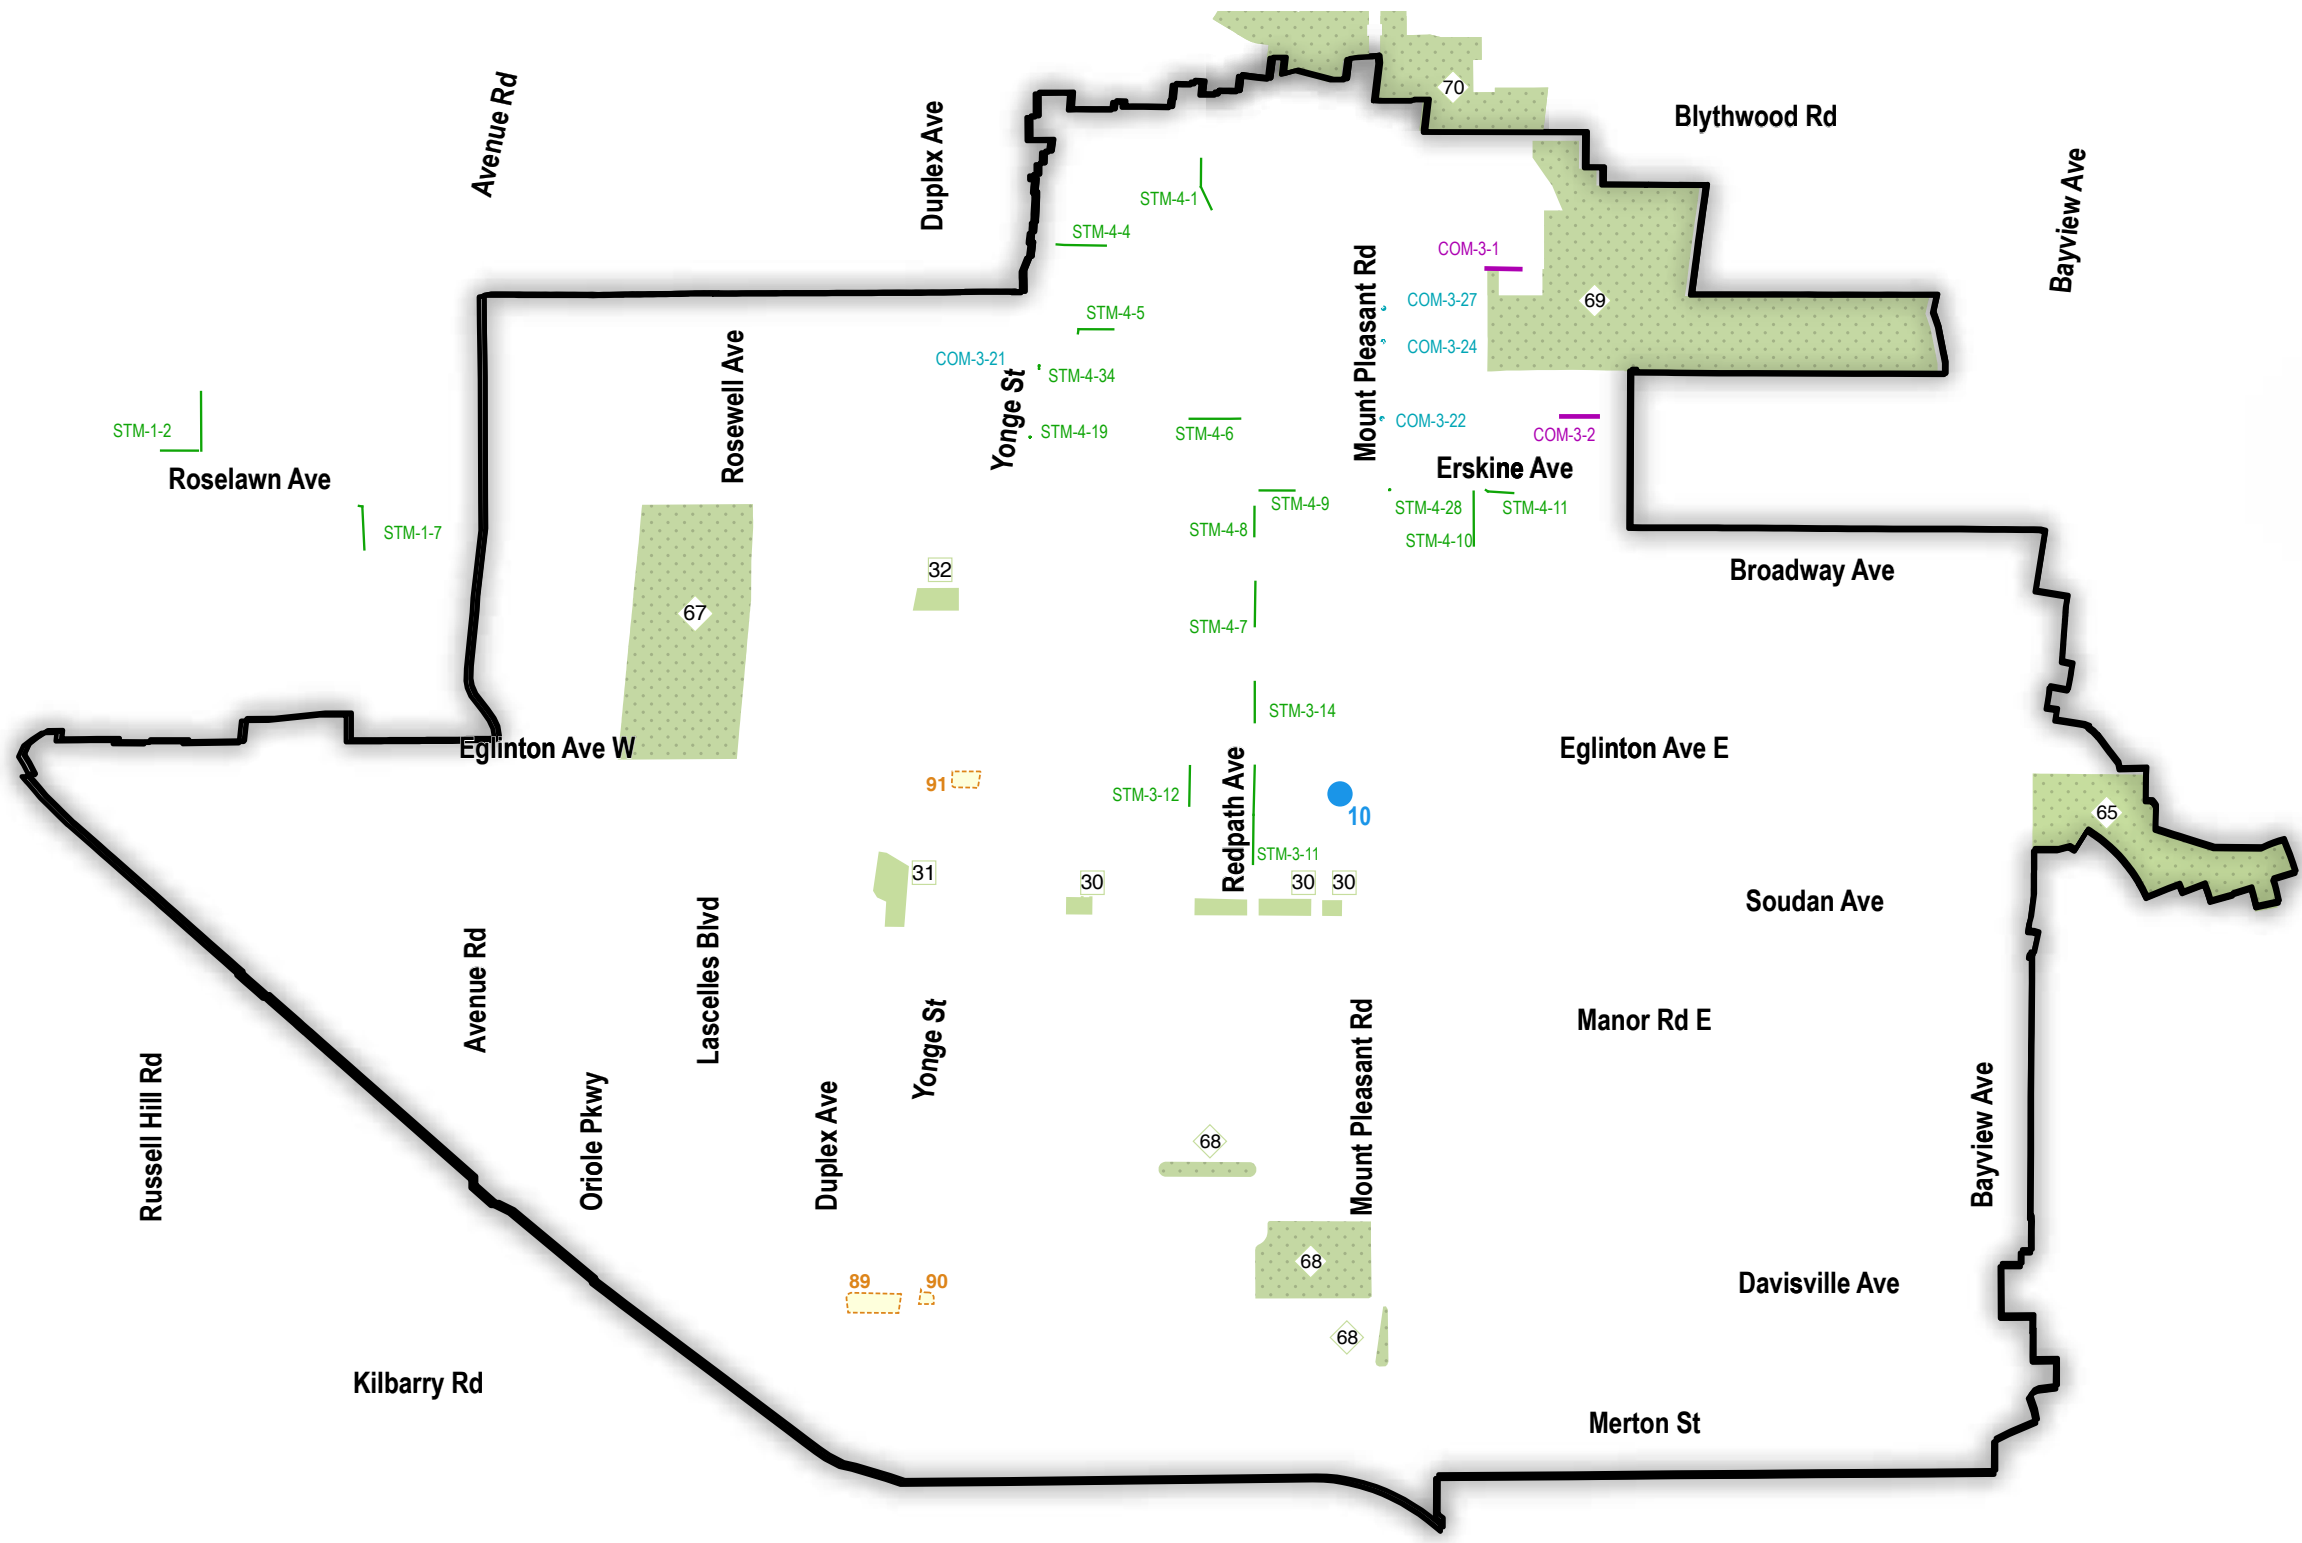 70
Avenue Rd
Duplex Ave
Blythwood Rd
Bayview Ave
STM-4-1
STM-4-4
COM-3-1
Mount Pleasant Rd
COM-3-27
69
STM-4-5
COM-3-24
COM-3-21
Yonge St
STM-4-34
Rosewell Ave
STM-1-2
STM-4-19
STM-4-6
COM-3-22
COM-3-2
Roselawn Ave
Erskine Ave
STM-4-9
STM-4-28
STM-4-11
STM-1-7
STM-4-8
STM-4-10
32
Broadway Ave
67
STM-4-7
STM-3-14
Eglinton Ave W
Eglinton Ave E
91
STM-3-12
Redpath Ave
10
65
STM-3-11
31
30
30
30
Soudan Ave
Avenue Rd
Lascelles Blvd
Yonge St
Mount Pleasant Rd
Manor Rd E
Russell Hill Rd
Oriole Pkwy
Duplex Ave
68
Bayview Ave
68
89
90
Davisville Ave
68
Kilbarry Rd
Merton St